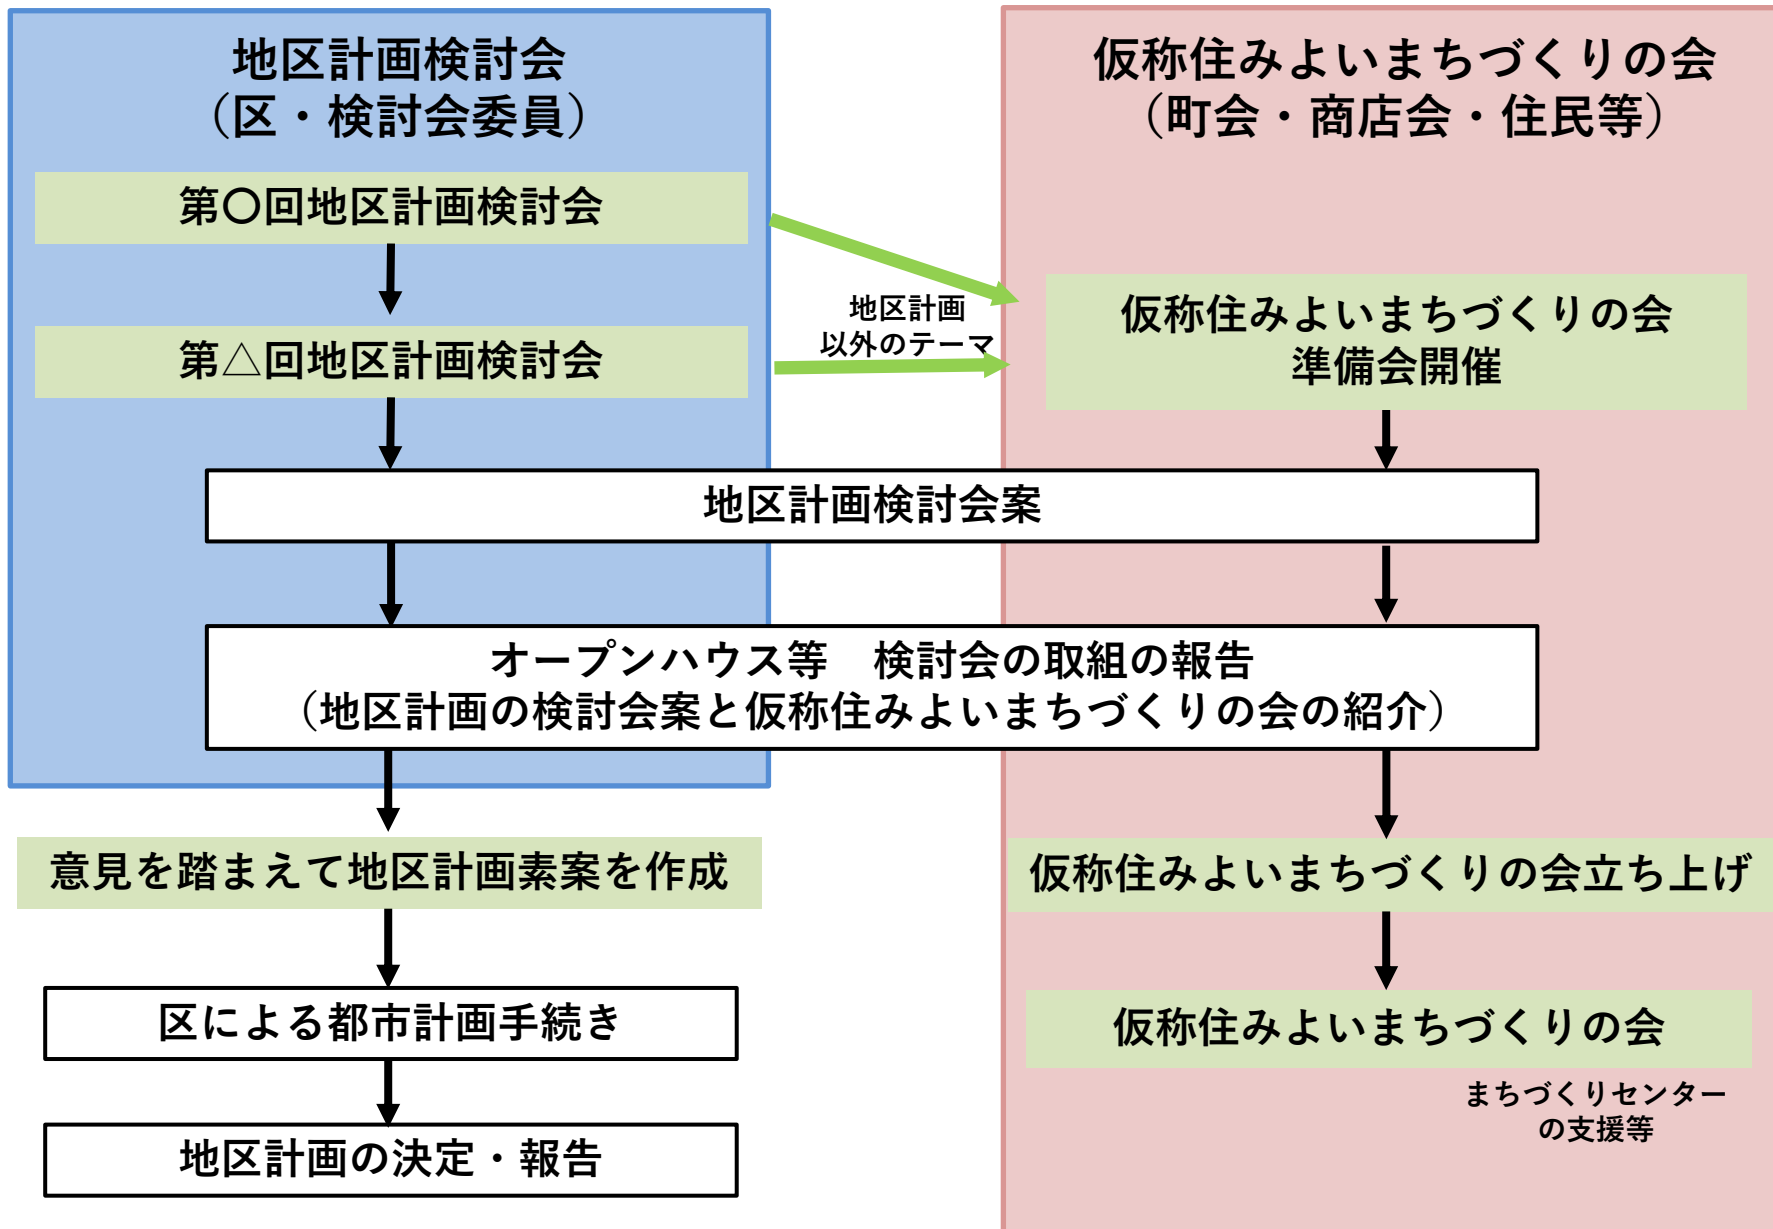 地区計画検討会
（区・検討会委員）
第〇回地区計画検討会
第△回地区計画検討会
地区計画
以外のテーマ
仮称住みよいまちづくりの会
（町会・商店会・住民等）
仮称住みよいまちづくりの会
準備会開催
地区計画検討会案
オープンハウス等　検討会の取組の報告
（地区計画の検討会案と仮称住みよいまちづくりの会の紹介）
意見を踏まえて地区計画素案を作成
区による都市計画手続き
地区計画の決定・報告
仮称住みよいまちづくりの会立ち上げ
仮称住みよいまちづくりの会
まちづくりセンター
の支援等